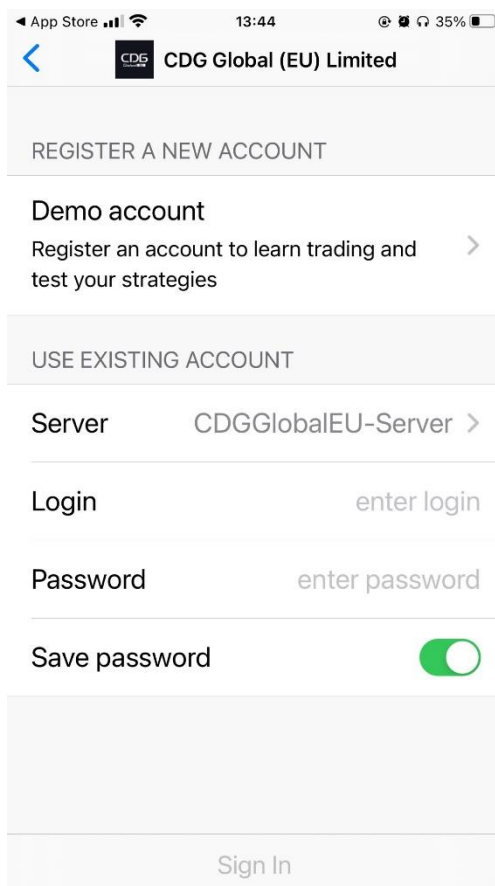 App Store
13:44
35%
CDG CDG Global (EU) Limited
REGISTER A NEW ACCOUNT
Demo account
Register an account to learn trading and
test your strategies
USE EXISTING ACCOUNT
Server CDGGlobalEU-Server
Login enter login
Password enter password
Save password
Sign In